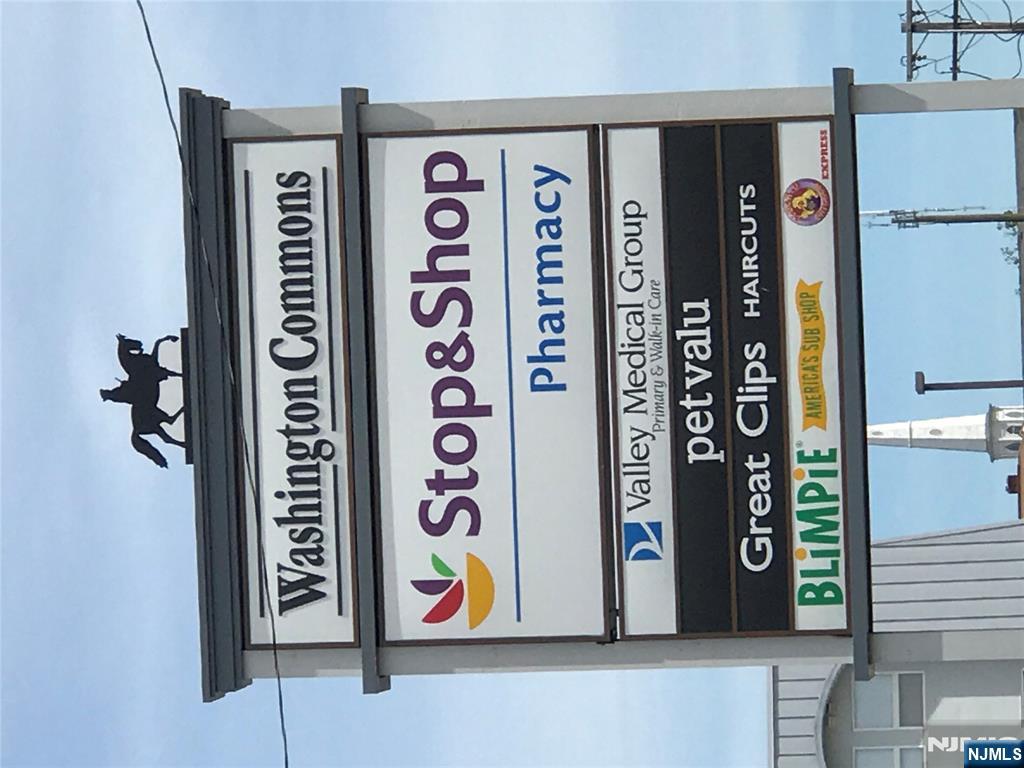 Washington Commons
Stop&Shop
Pharmacy
Valley Medical Group
Primary & Walk-In Care
petvalu
Great Clips HAIRCUTS
BLiMPiE® AMERICA'S SUB SHOP
EXPRESS
NJMLS
NJMLS